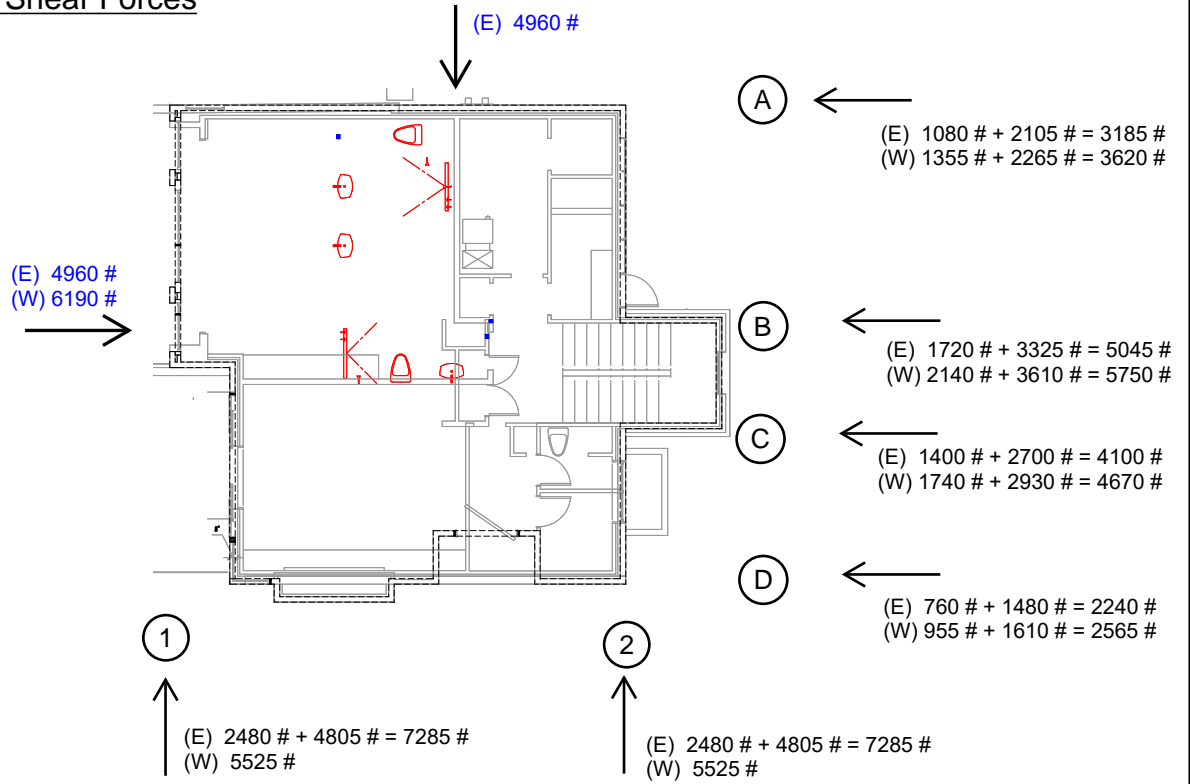 Shear Forces
(E) 4960 #
A
(E) 1080 # + 2105 # = 3185 #
(W) 1355 # + 2265 # = 3620 #
(E) 4960 #
(W) 6190 #
B
(E) 1720 # + 3325 # = 5045 #
(W) 2140 # + 3610 # = 5750 #
C
(E) 1400 # + 2700 # = 4100 #
(W) 1740 # + 2930 # = 4670 #
D
(E) 760 # + 1480 # = 2240 #
(W) 955 # + 1610 # = 2565 #
1
2
(E) 2480 # + 4805 # = 7285 #
(W) 5525 #
(E) 2480 # + 4805 # = 7285 #
(W) 5525 #